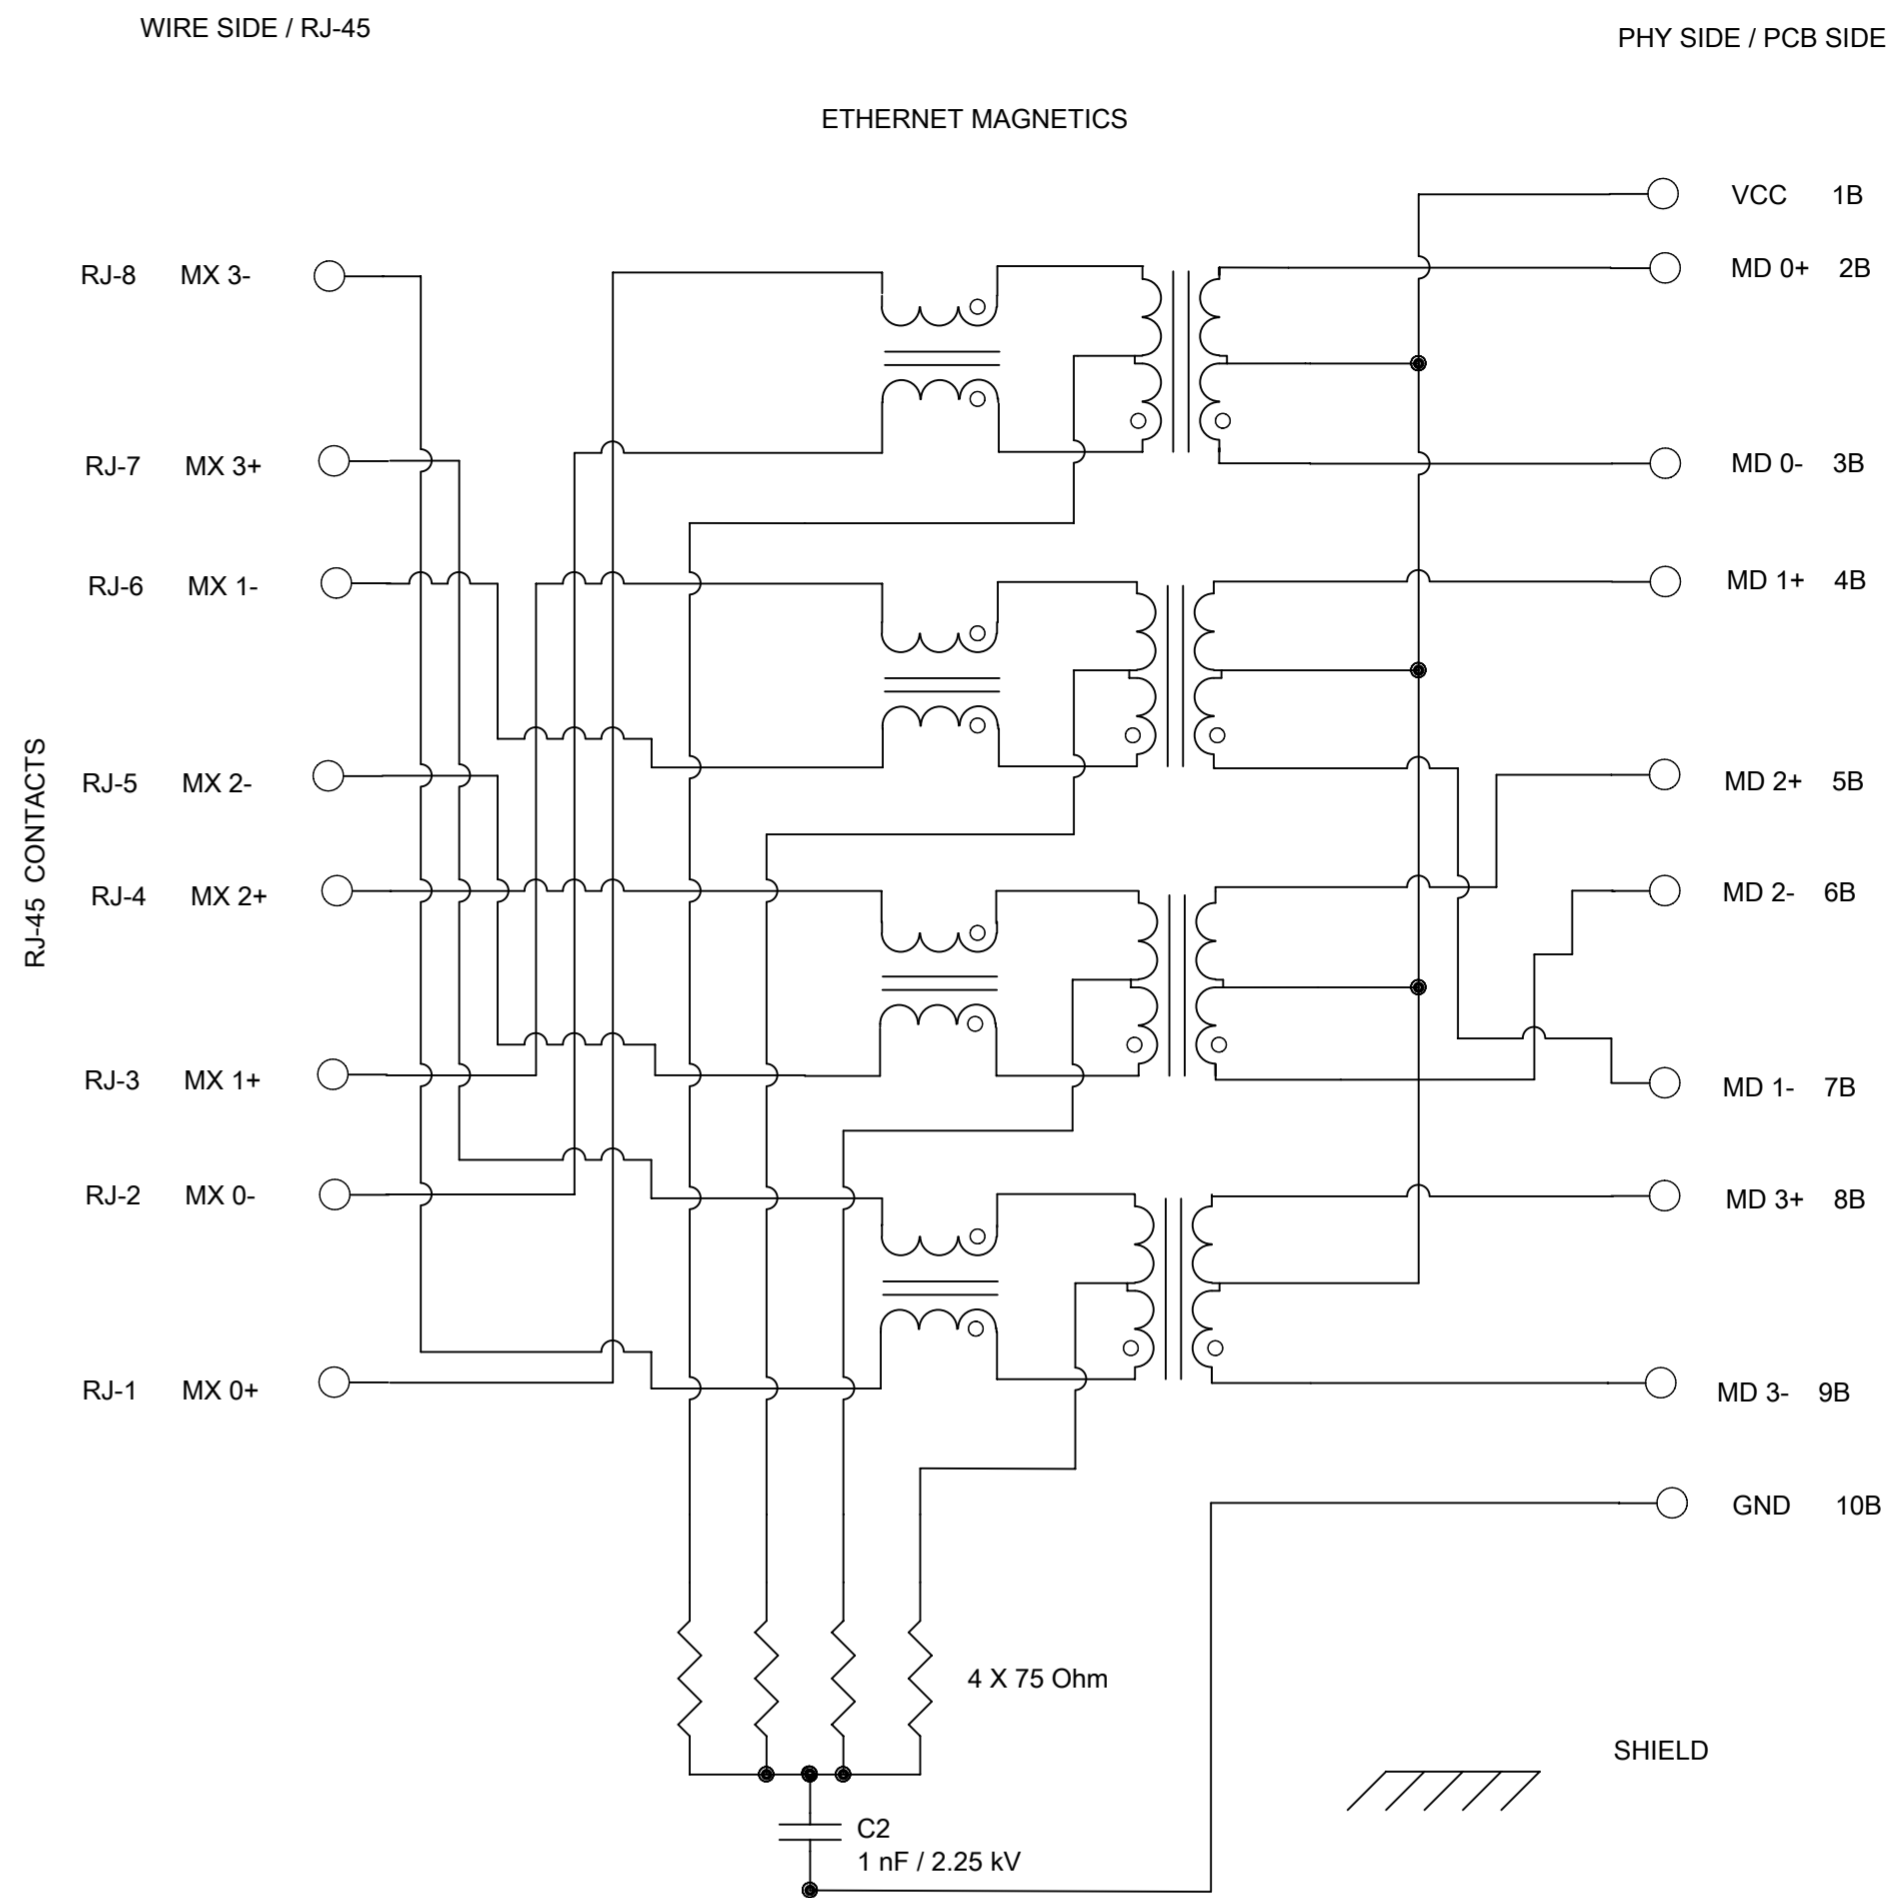 WIRE SIDE / RJ-45
PHY SIDE / PCB SIDE
ETHERNET MAGNETICS
VCC 1B
RJ-8 MX 3-
MD 0+ 2B
RJ-7 MX 3+
MD 0- 3B
RJ-6 MX 1-
MD 1+ 4B
RJ-5 MX 2-
MD 2+ 5B
RJ-45 CONTACTS
RJ-4 MX 2+
MD 2- 6B
RJ-3 MX 1+
MD 1- 7B
RJ-2 MX 0-
MD 3+ 8B
RJ-1 MX 0+
MD 3- 9B
GND 10B
4 X 75 Ohm
SHIELD
C2
1 nF / 2.25 kV